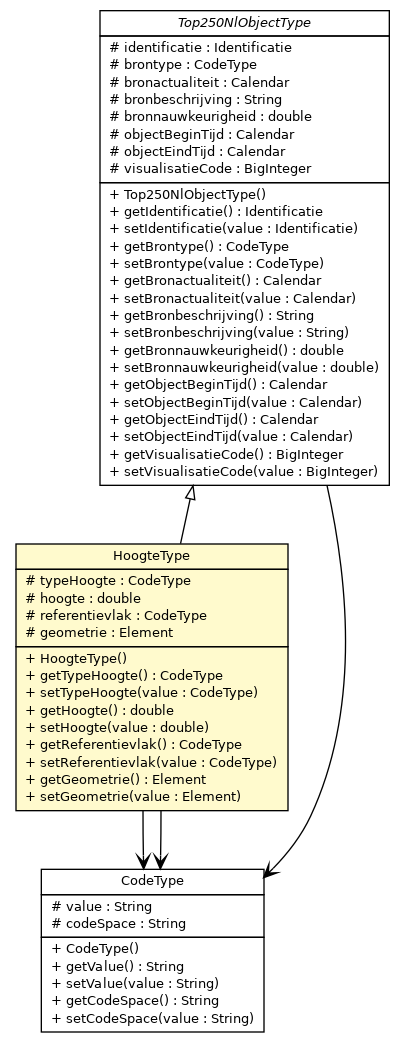 Top250NlObjectType
# identificatie : Identificatie
# brontype : CodeType
# bronactualiteit : Calendar
# bronbeschrijving : String
# bronnauwkeurigheid : double
# objectBeginTijd : Calendar
# objectEindTijd : Calendar
# visualisatieCode : BigInteger
+ Top250NlObjectType()
+ getIdentificatie() : Identificatie
+ setIdentificatie(value : Identificatie)
+ getBrontype() : CodeType
+ setBrontype(value : CodeType)
+ getBronactualiteit() : Calendar
+ setBronactualiteit(value : Calendar)
+ getBronbeschrijving() : String
+ setBronbeschrijving(value : String)
+ getBronnauwkeurigheid() : double
+ setBronnauwkeurigheid(value : double)
+ getObjectBeginTijd() : Calendar
+ setObjectBeginTijd(value : Calendar)
+ getObjectEindTijd() : Calendar
+ setObjectEindTijd(value : Calendar)
+ getVisualisatieCode() : BigInteger
+ setVisualisatieCode(value : BigInteger)
HoogteType
# typeHoogte : CodeType
# hoogte : double
# referentievlak : CodeType
# geometrie : Element
+ HoogteType()
+ getTypeHoogte() : CodeType
+ setTypeHoogte(value : CodeType)
+ getHoogte() : double
+ setHoogte(value : double)
+ getReferentievlak() : CodeType
+ setReferentievlak(value : CodeType)
+ getGeometrie() : Element
+ setGeometrie(value : Element)
CodeType
# value : String
# codeSpace : String
+ CodeType()
+ getValue() : String
+ setValue(value : String)
+ getCodeSpace() : String
+ setCodeSpace(value : String)